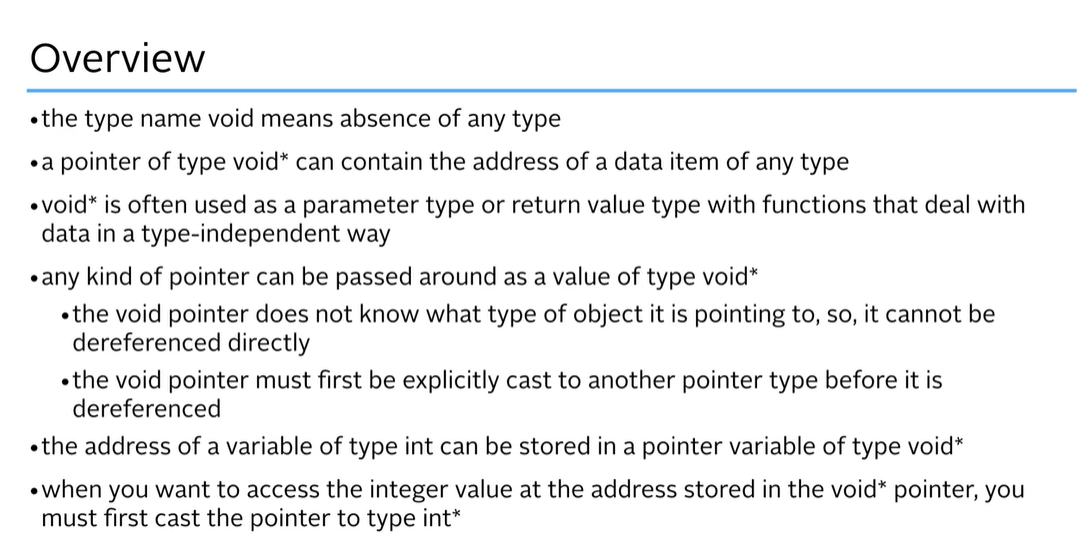 Overview
•the type name void means absence of any type
•a pointer of type void* can contain the address of a data item of any type
•void* is often used as a parameter type or return value type with functions that deal with
data in a type-independent way
•any kind of pointer can be passed around as a value of type void*
•the void pointer does not know what type of object it is pointing to, so, it cannot be
dereferenced directly
•the void pointer must first be explicitly cast to another pointer type before it is
dereferenced
•the address of a variable of type int can be stored in a pointer variable of type void*
•when you want to access the integer value at the address stored in the void* pointer, you
must first cast the pointer to type int*